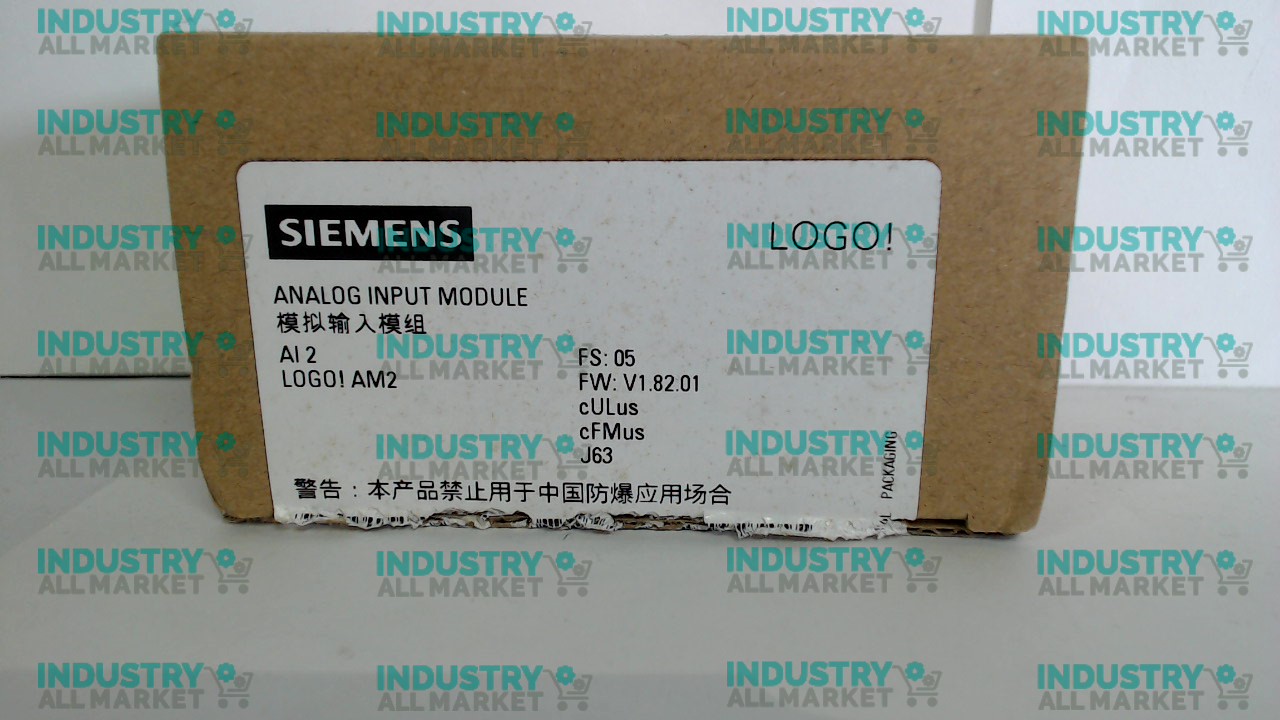 SIEMENS
LOGO!
ANALOG INPUT MODULE
模拟输入模组
AI 2
LOGO! AM2
FS: 05
FW: V1.82.01
cULus
cFMus
J63
警告：本产品禁止用于中国防爆应用场合
PACKAGING
INDUSTRY
ALL MARKET